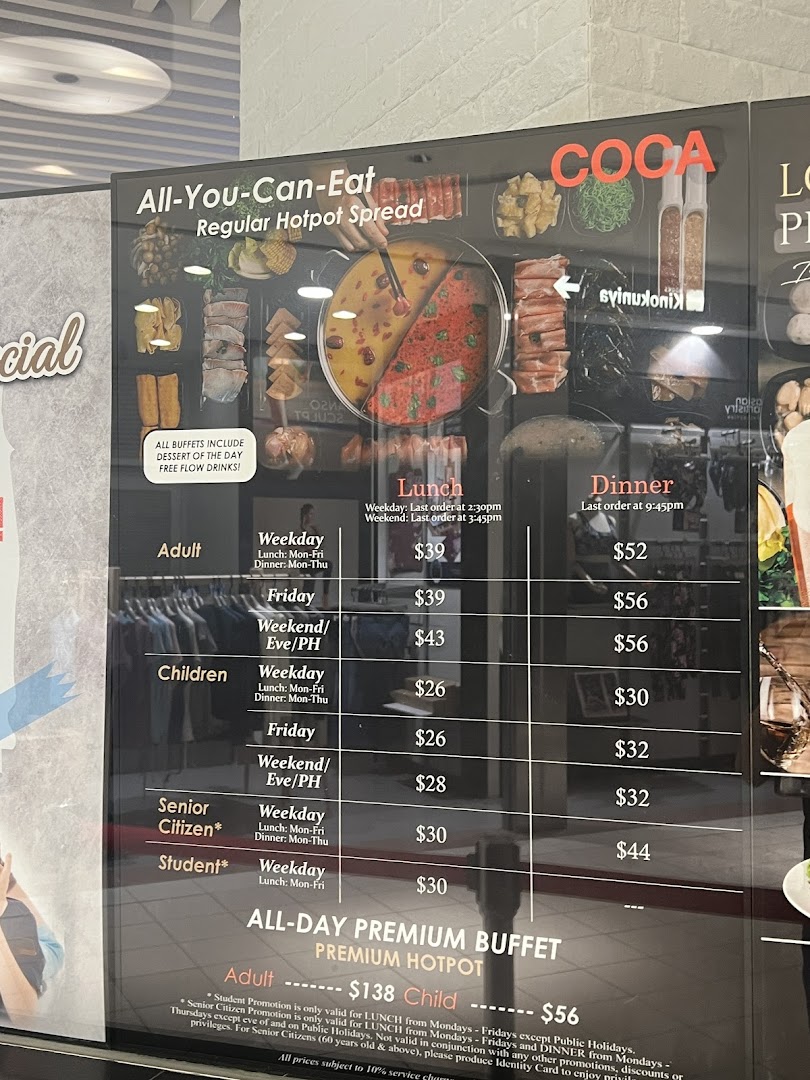 COCA
All-You-Can-Eat
Regular Hotpot Spread
Kinokuniya
cial
ALL BUFFETS INCLUDE
DESSERT OF THE DAY
FREE FLOW DRINKS!
Lunch
Weekday: Last order at 2:30pm
Weekend: Last order at 3:45pm
Dinner
Last order at 9:45pm
Adult
Weekday
Lunch: Mon-Fri
Dinner: Mon-Thu
$39
$52
Friday
$39
$56
Weekend/
Eve/PH
$43
$56
Children
Weekday
Lunch: Mon-Fri
Dinner: Mon-Thu
$26
$30
Friday
$26
$32
Weekend/
Eve/PH
$28
$32
Senior
Citizen*
Weekday
Lunch: Mon-Fri
Dinner: Mon-Thu
$30
$44
Student*
Weekday
Lunch: Mon-Fri
$30
---
ALL-DAY PREMIUM BUFFET
PREMIUM HOTPOT
Adult ------- $138 Child ------- $56
* Student Promotion is only valid for LUNCH from Mondays - Fridays except Public Holidays.
* Senior Citizen Promotion is only valid for LUNCH from Mondays - Fridays and DINNER from Mondays -
Thursdays except eve of and on Public Holidays. Not valid in conjunction with any other promotions, discounts or
privileges. For Senior Citizens (60 years old & above), please produce Identity Card to enjoy
All prices subject to 10% service